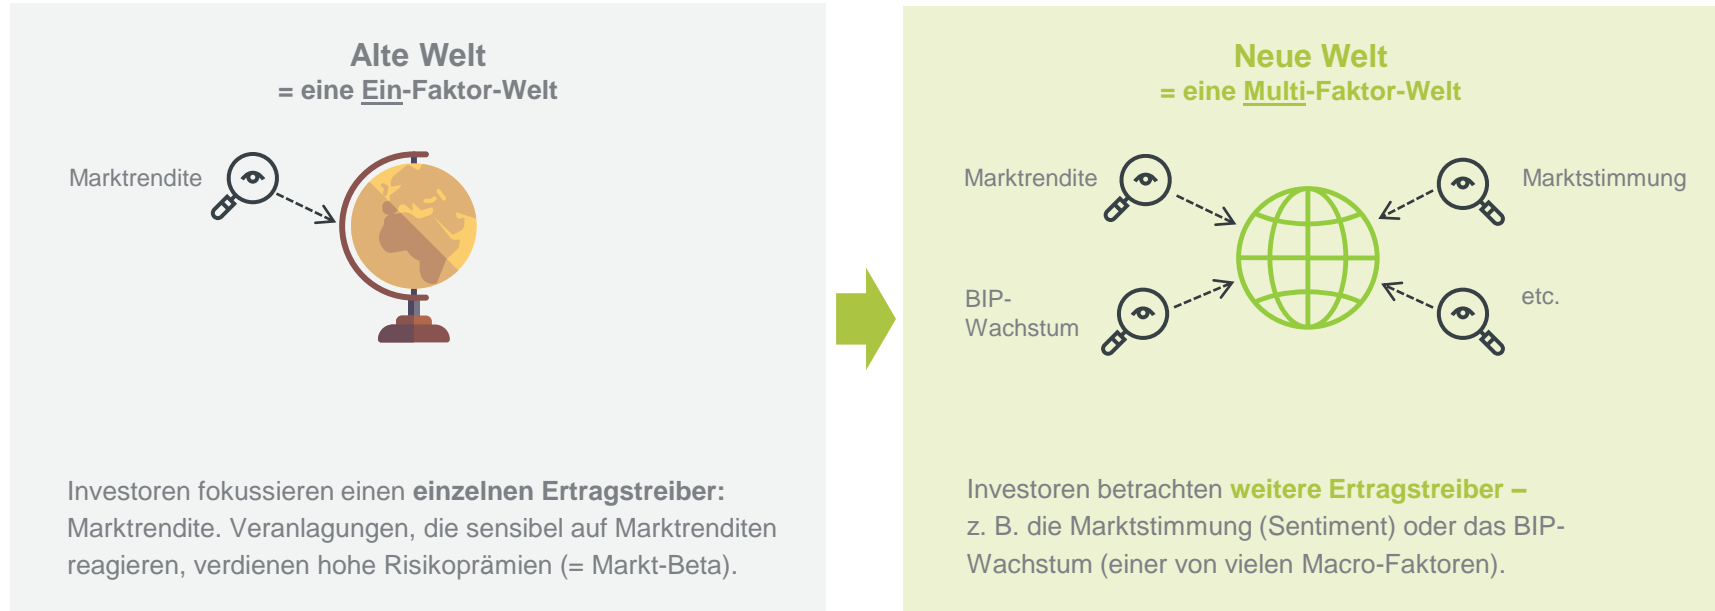 Alte Welt
= eine Ein-Faktor-Welt
Marktrendite
Investoren fokussieren einen einzelnen Ertragstreiber:
Marktrendite. Veranlagungen, die sensibel auf Marktrenditen
reagieren, verdienen hohe Risikoprämien (= Markt-Beta).
Neue Welt
= eine Multi-Faktor-Welt
Marktrendite
Marktstimmung
BIP-
Wachstum
etc.
Investoren betrachten weitere Ertragstreiber –
z. B. die Marktstimmung (Sentiment) oder das BIP-
Wachstum (einer von vielen Macro-Faktoren).